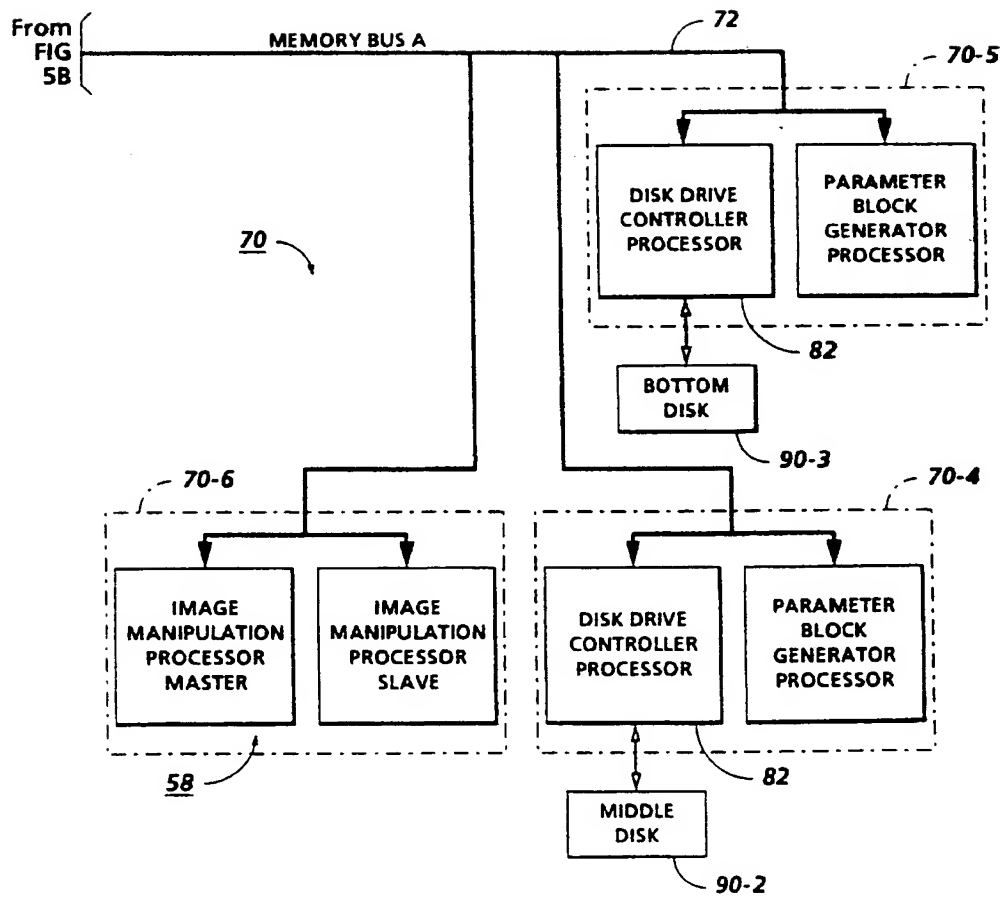 From
FIG
5B
MEMORY BUS A
72
70-5
DISK DRIVE
CONTROLLER
PROCESSOR
PARAMETER
BLOCK
GENERATOR
PROCESSOR
70
82
BOTTOM
DISK
90-3
70-6
70-4
IMAGE
MANIPULATION
PROCESSOR
MASTER
IMAGE
MANIPULATION
PROCESSOR
SLAVE
DISK DRIVE
CONTROLLER
PROCESSOR
PARAMETER
BLOCK
GENERATOR
PROCESSOR
58
82
MIDDLE
DISK
90-2